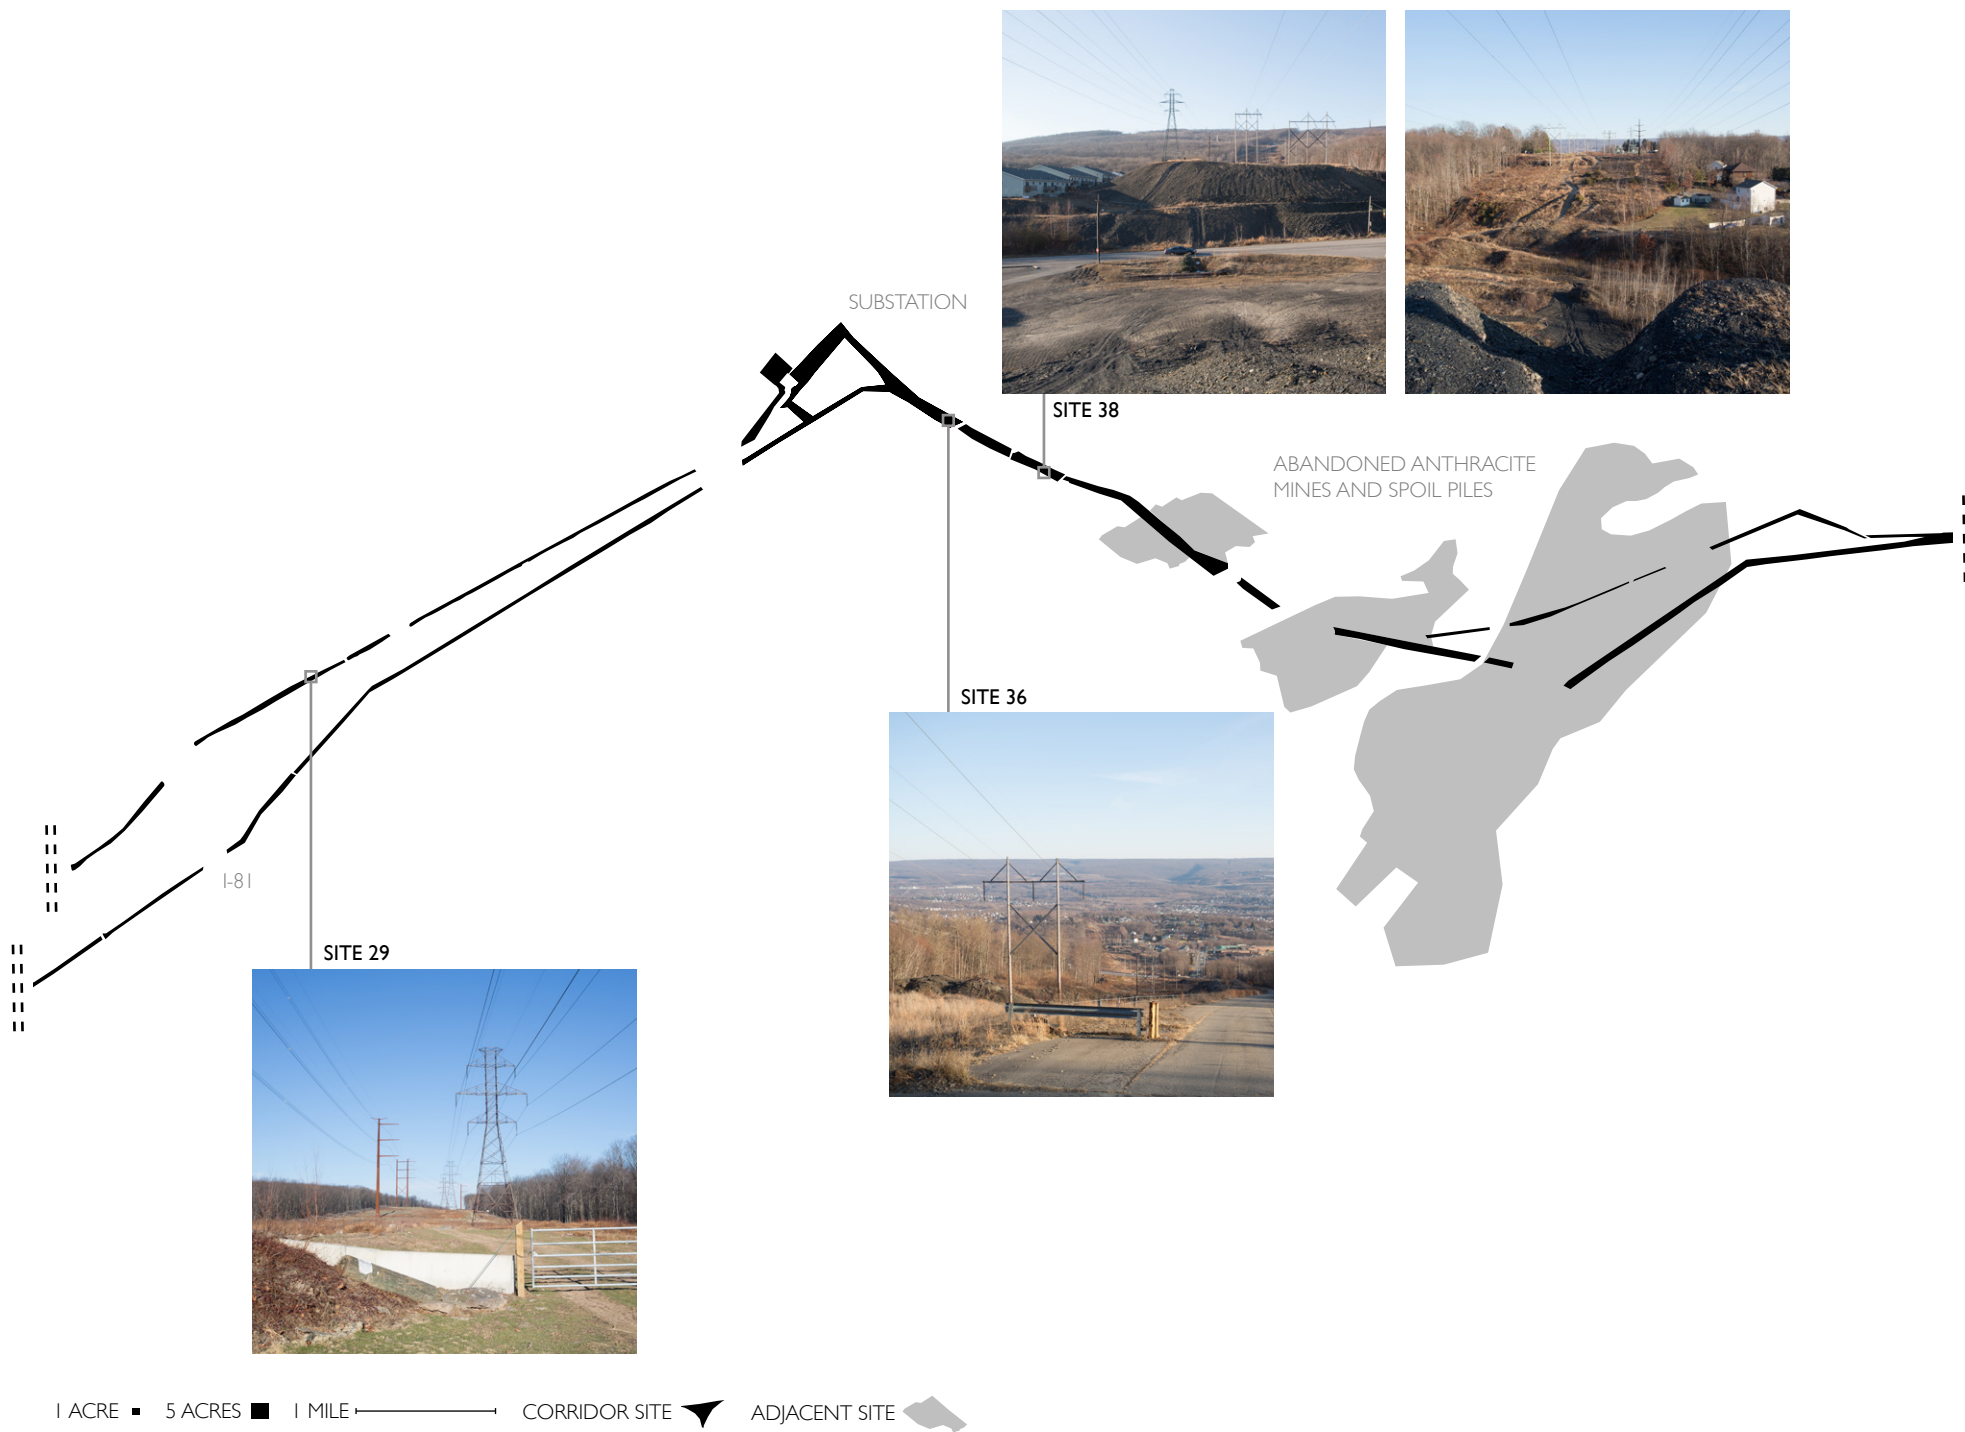 SUBSTATION
SITE 38
ABANDONED ANTHRACITE
MINES AND SPOIL PILES
SITE 36
I-81
SITE 29
1 ACRE
5 ACRES
1 MILE
CORRIDOR SITE
ADJACENT SITE